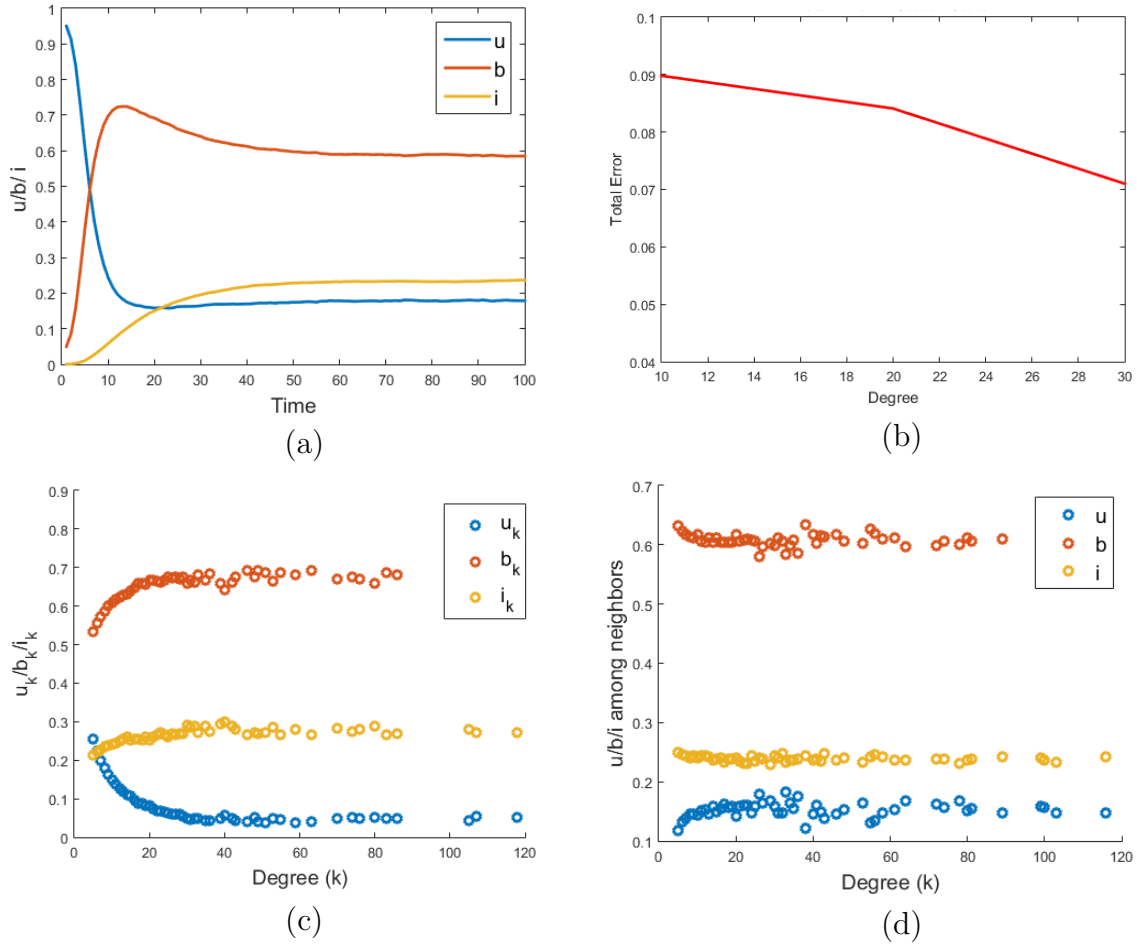 1
0.9
0.8
0.7
0.6
0.5
0.4
0.3
0.2
0.1
0
u/b/ i
0 10 20 30 40 50 60 70 80 90 100
Time
u
b
i
(a)
0.1
0.09
0.08
0.07
0.06
0.05
0.04
Total Error
10 12 14 16 18 20 22 24 26 28 30
Degree
(b)
0.9
0.8
0.7
0.6
0.5
0.4
0.3
0.2
0.1
0
u_k/b_k/i_k
0 20 40 60 80 100 120
Degree (k)
u_k
b_k
i_k
(c)
0.7
0.6
0.5
0.4
0.3
0.2
0.1
u/b/i among neighbors
0 20 40 60 80 100 120
Degree (k)
u
b
i
(d)